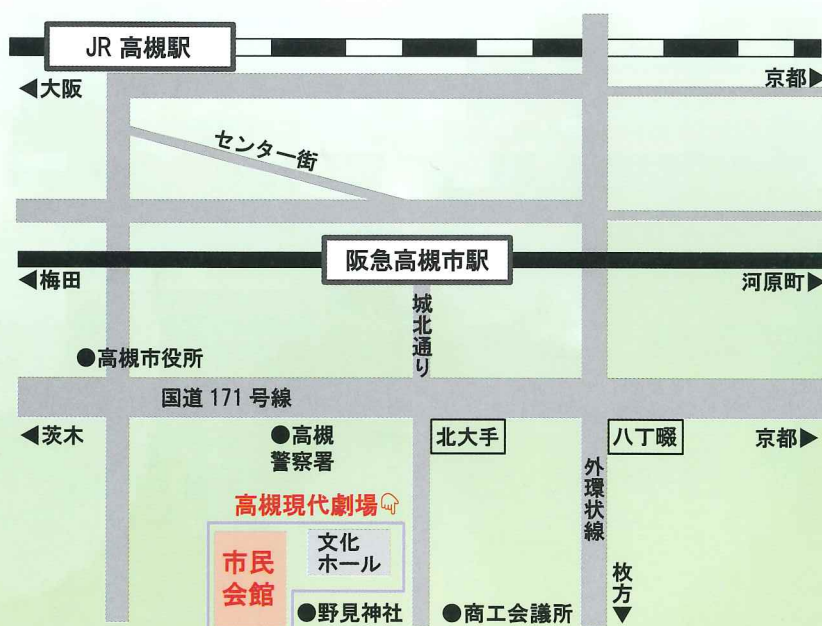 JR 高槻駅
◀大阪
京都▶
センター街
阪急高槻市駅
◀梅田
河原町▶
城北通り
●高槻市役所
国道 171 号線
◀茨木
●高槻
警察署
北大手
八丁畷
京都▶
外環状線
高槻現代劇場
市民
会館
文化
ホール
枚方▼
●野見神社
●商工会議所